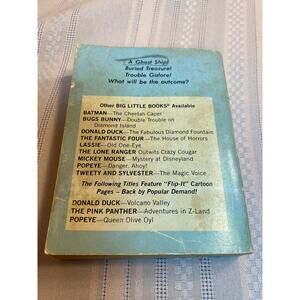 A Ghost Ship!
Buried Treasure!
Trouble Galore!
What will be the outcome?
Other BIG LITTLE BOOKS Available
BATMAN—The Cheetah Caper
BUGS BUNNY—Double Trouble on
Diamond Island
DONALD DUCK—The Fabulous Diamond Fountain
THE FANTASTIC FOUR—The House of Horrors
LASSIE—Old One-Eye
THE LONE RANGER Outwits Crazy Cougar
MICKEY MOUSE—Mystery at Disneyland
POPEYE—Danger, Ahoy!
TWEETY AND SYLVESTER—The Magic Voice
The Following Titles Feature "Flip-It" Cartoon
Pages – Back by Popular Demand!
DONALD DUCK—Volcano Valley
THE PINK PANTHER—Adventures in Z-Land
POPEYE—Queen Olive Oyl